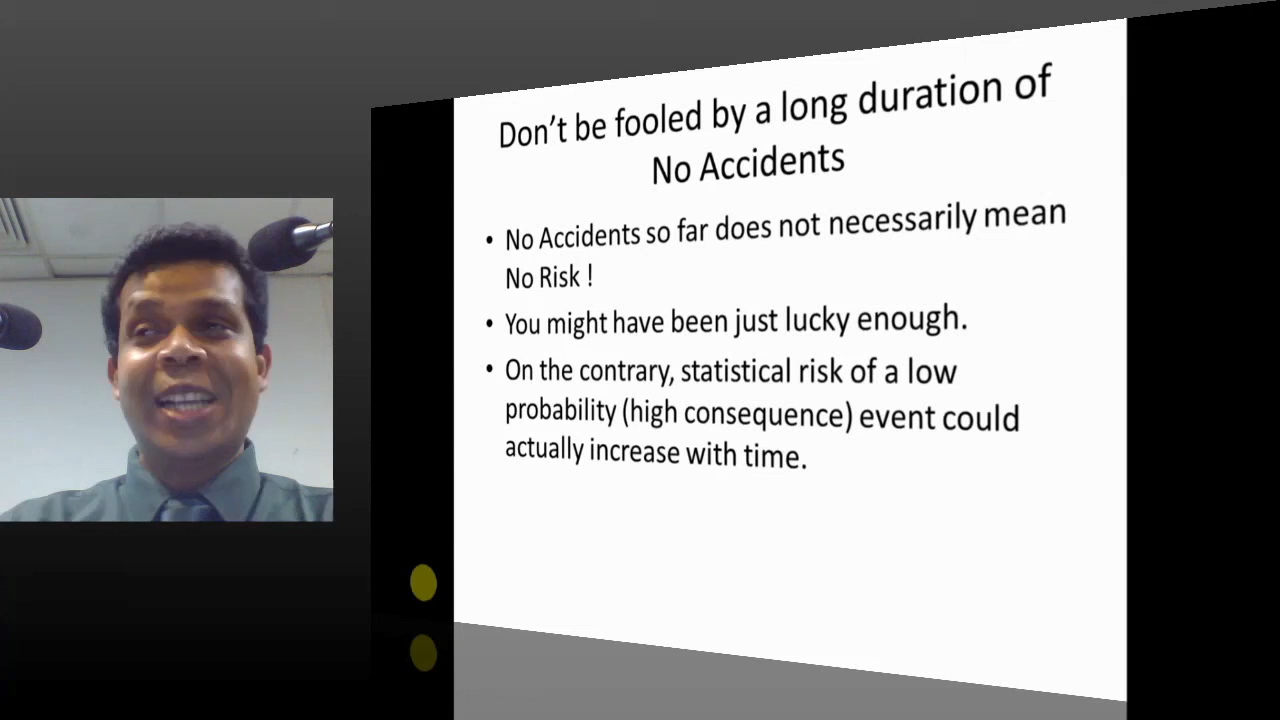 Don't be fooled by a long duration of
No Accidents
• No Accidents so far does not necessarily mean
No Risk !
• You might have been just lucky enough.
• On the contrary, statistical risk of a low
probability (high consequence) event could
actually increase with time.